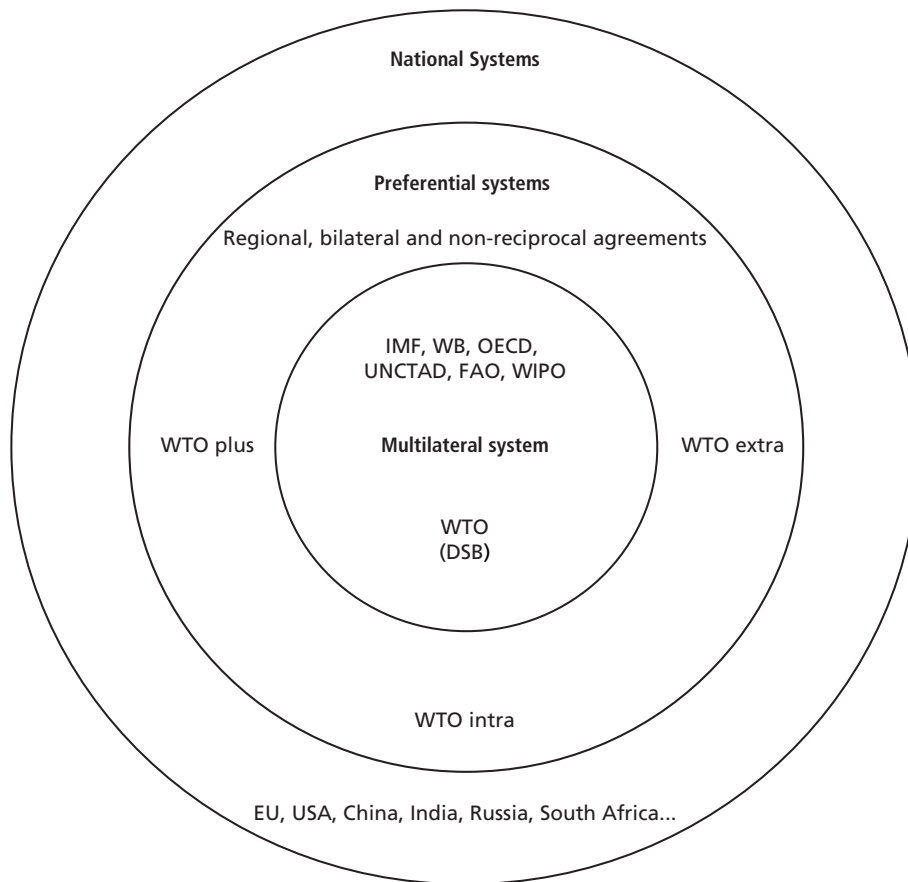 National Systems
Preferential systems
Regional, bilateral and non-reciprocal agreements
IMF, WB, OECD,
UNCTAD, FAO, WIPO
WTO plus
Multilateral system
WTO extra
WTO
(DSB)
WTO intra
EU, USA, China, India, Russia, South Africa...